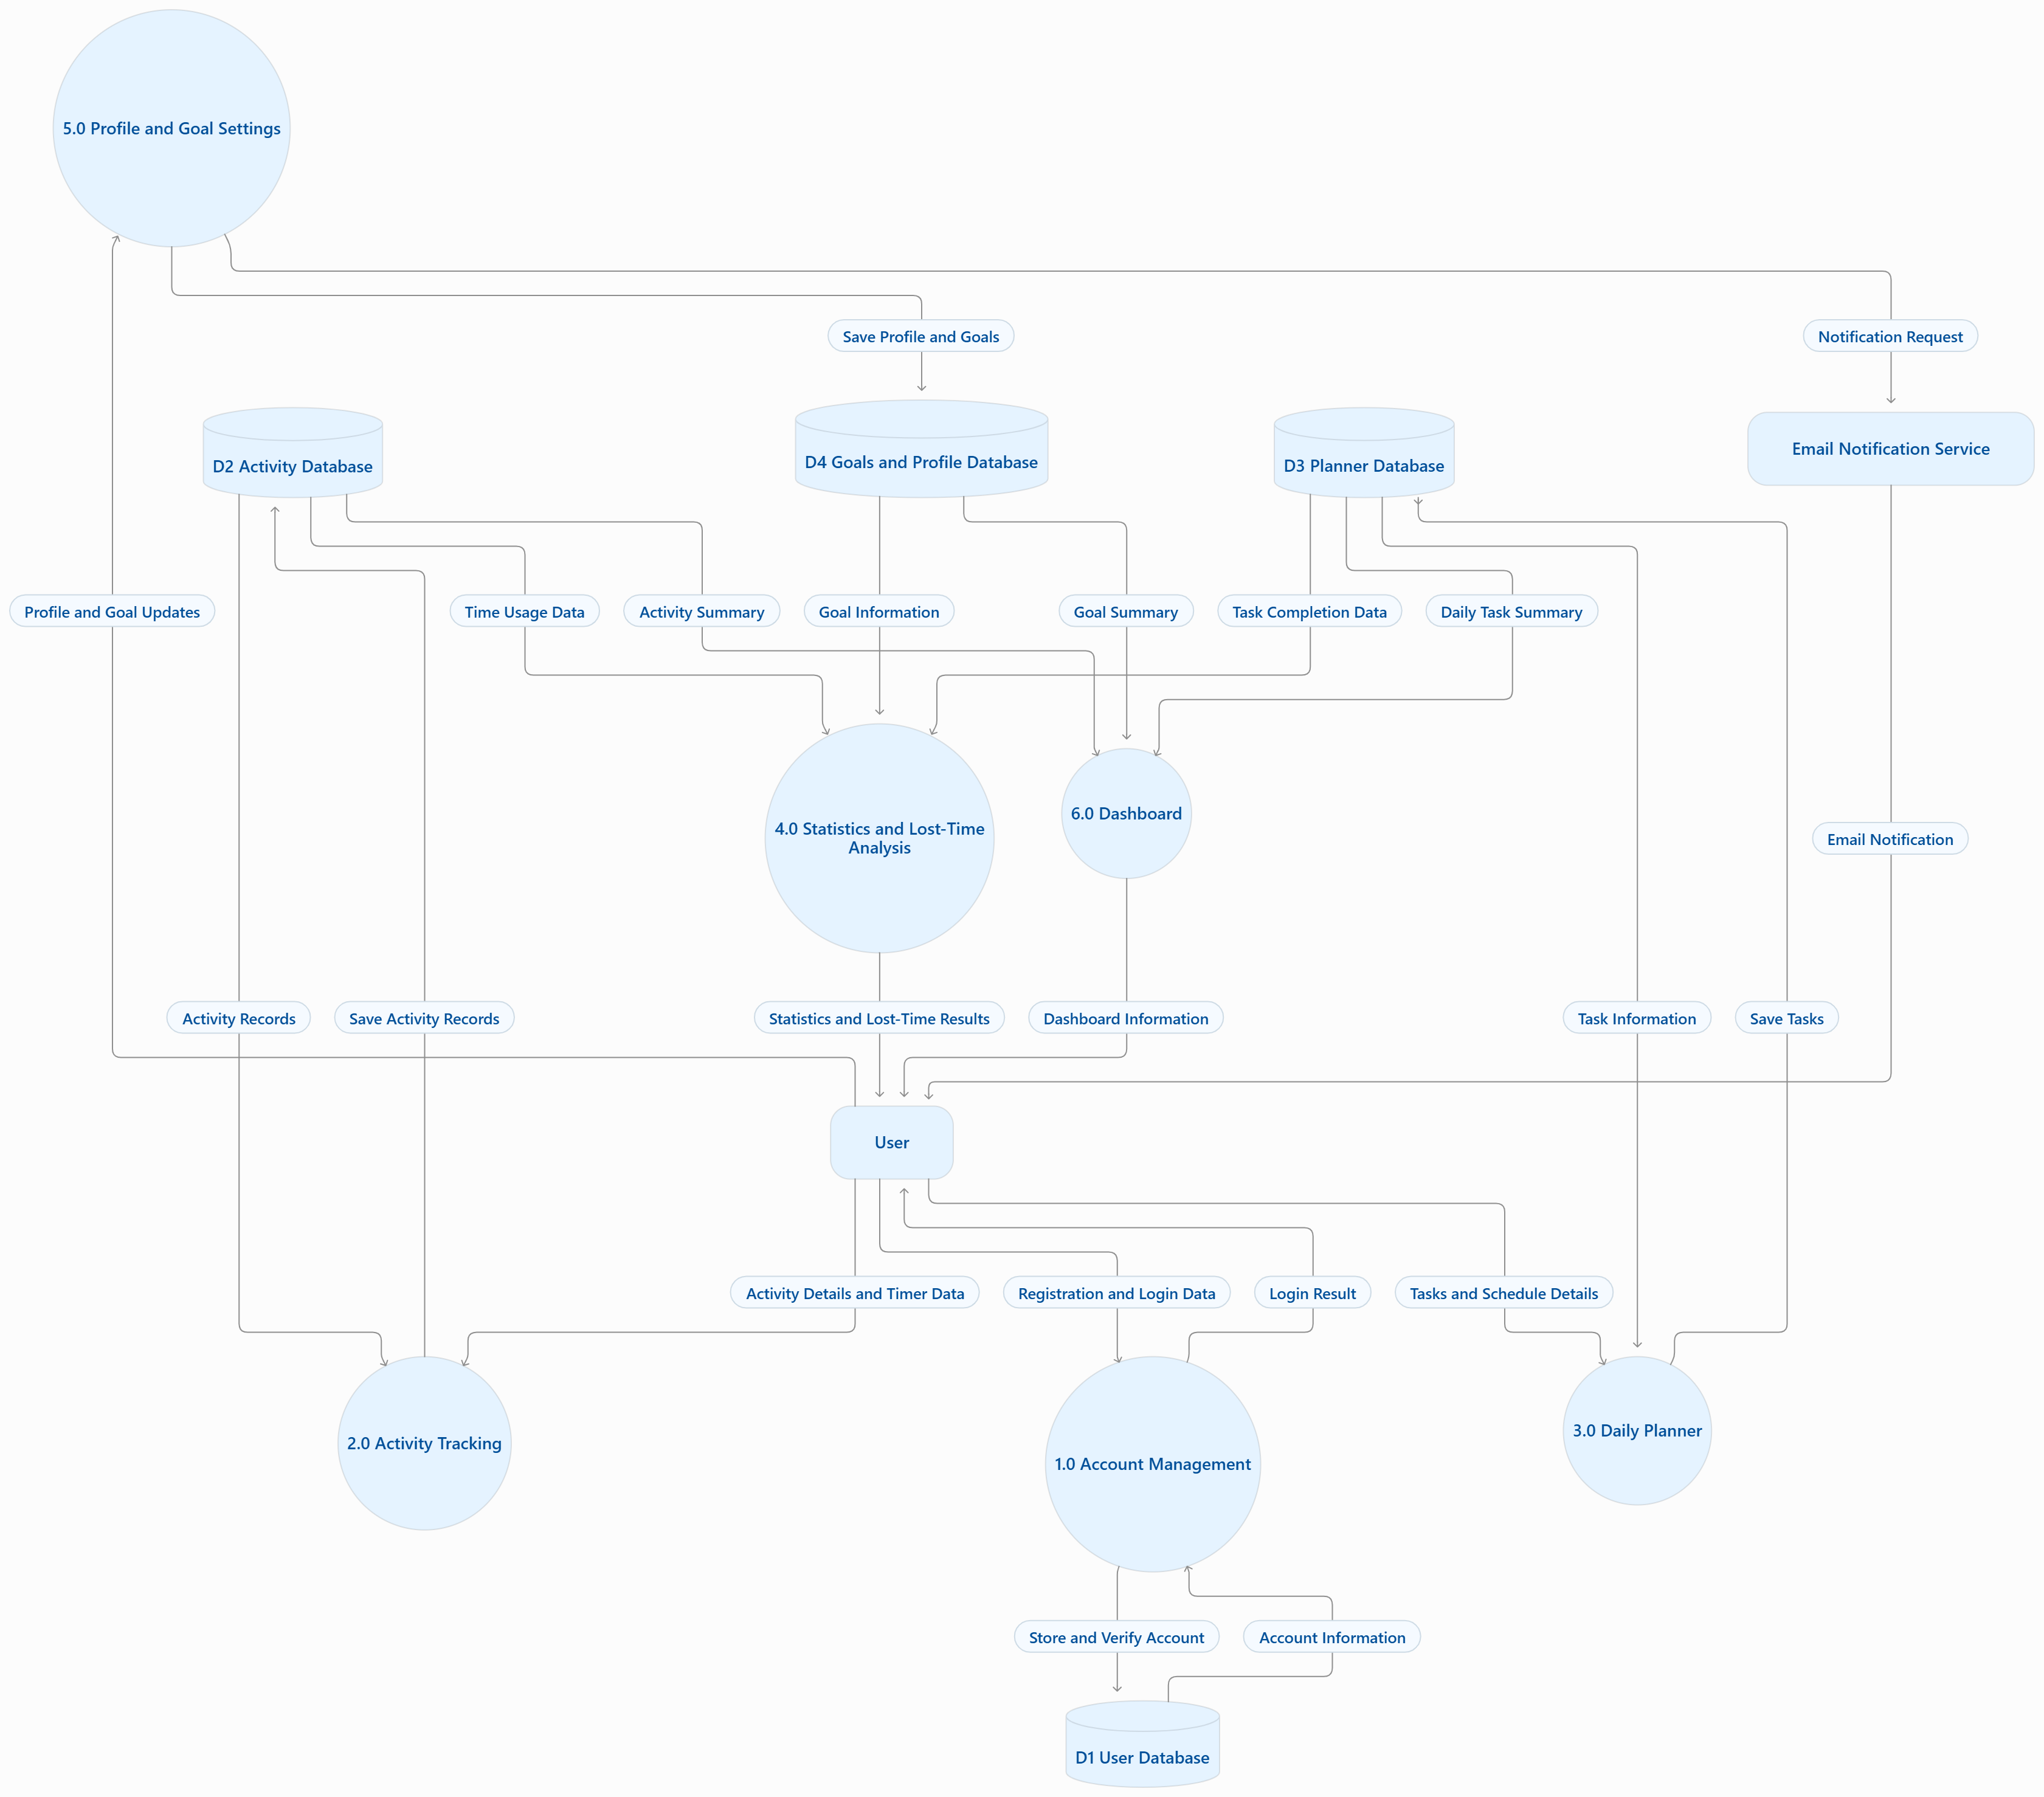 5.0 Profile and Goal Settings
Save Profile and Goals
Notification Request
D2 Activity Database
D4 Goals and Profile Database
D3 Planner Database
Email Notification Service
Profile and Goal Updates
Time Usage Data
Activity Summary
Goal Information
Goal Summary
Task Completion Data
Daily Task Summary
4.0 Statistics and Lost-Time
Analysis
6.0 Dashboard
Email Notification
Activity Records
Save Activity Records
Statistics and Lost-Time Results
Dashboard Information
Task Information
Save Tasks
User
Activity Details and Timer Data
Registration and Login Data
Login Result
Tasks and Schedule Details
2.0 Activity Tracking
1.0 Account Management
3.0 Daily Planner
Store and Verify Account
Account Information
D1 User Database